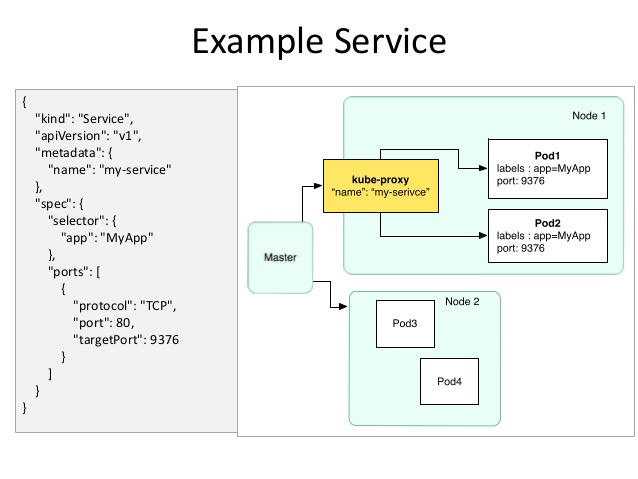 Example Service
{
"kind": "Service",
"apiVersion": "v1",
"metadata": {
"name": "my-service"
},
"spec": {
"selector": {
"app": "MyApp"
},
"ports": [
{
"protocol": "TCP",
"port": 80,
"targetPort": 9376
}
]
}
}
Node 1
kube-proxy
“name”: “my-serivce”
Pod1
labels : app=MyApp
port: 9376
Pod2
labels : app=MyApp
port: 9376
Master
Node 2
Pod3
Pod4